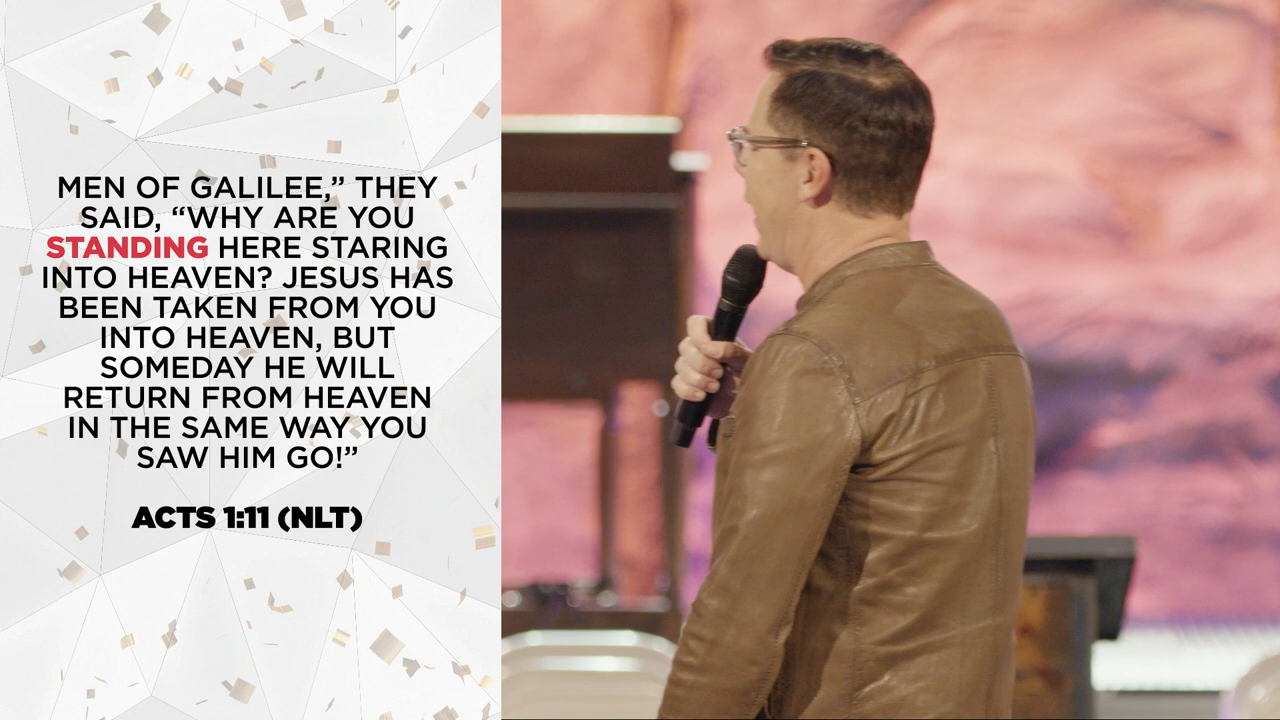 MEN OF GALILEE,” THEY
SAID, “WHY ARE YOU
STANDING HERE STARING
INTO HEAVEN? JESUS HAS
BEEN TAKEN FROM YOU
INTO HEAVEN, BUT
SOMEDAY HE WILL
RETURN FROM HEAVEN
IN THE SAME WAY YOU
SAW HIM GO!”
ACTS 1:11 (NLT)